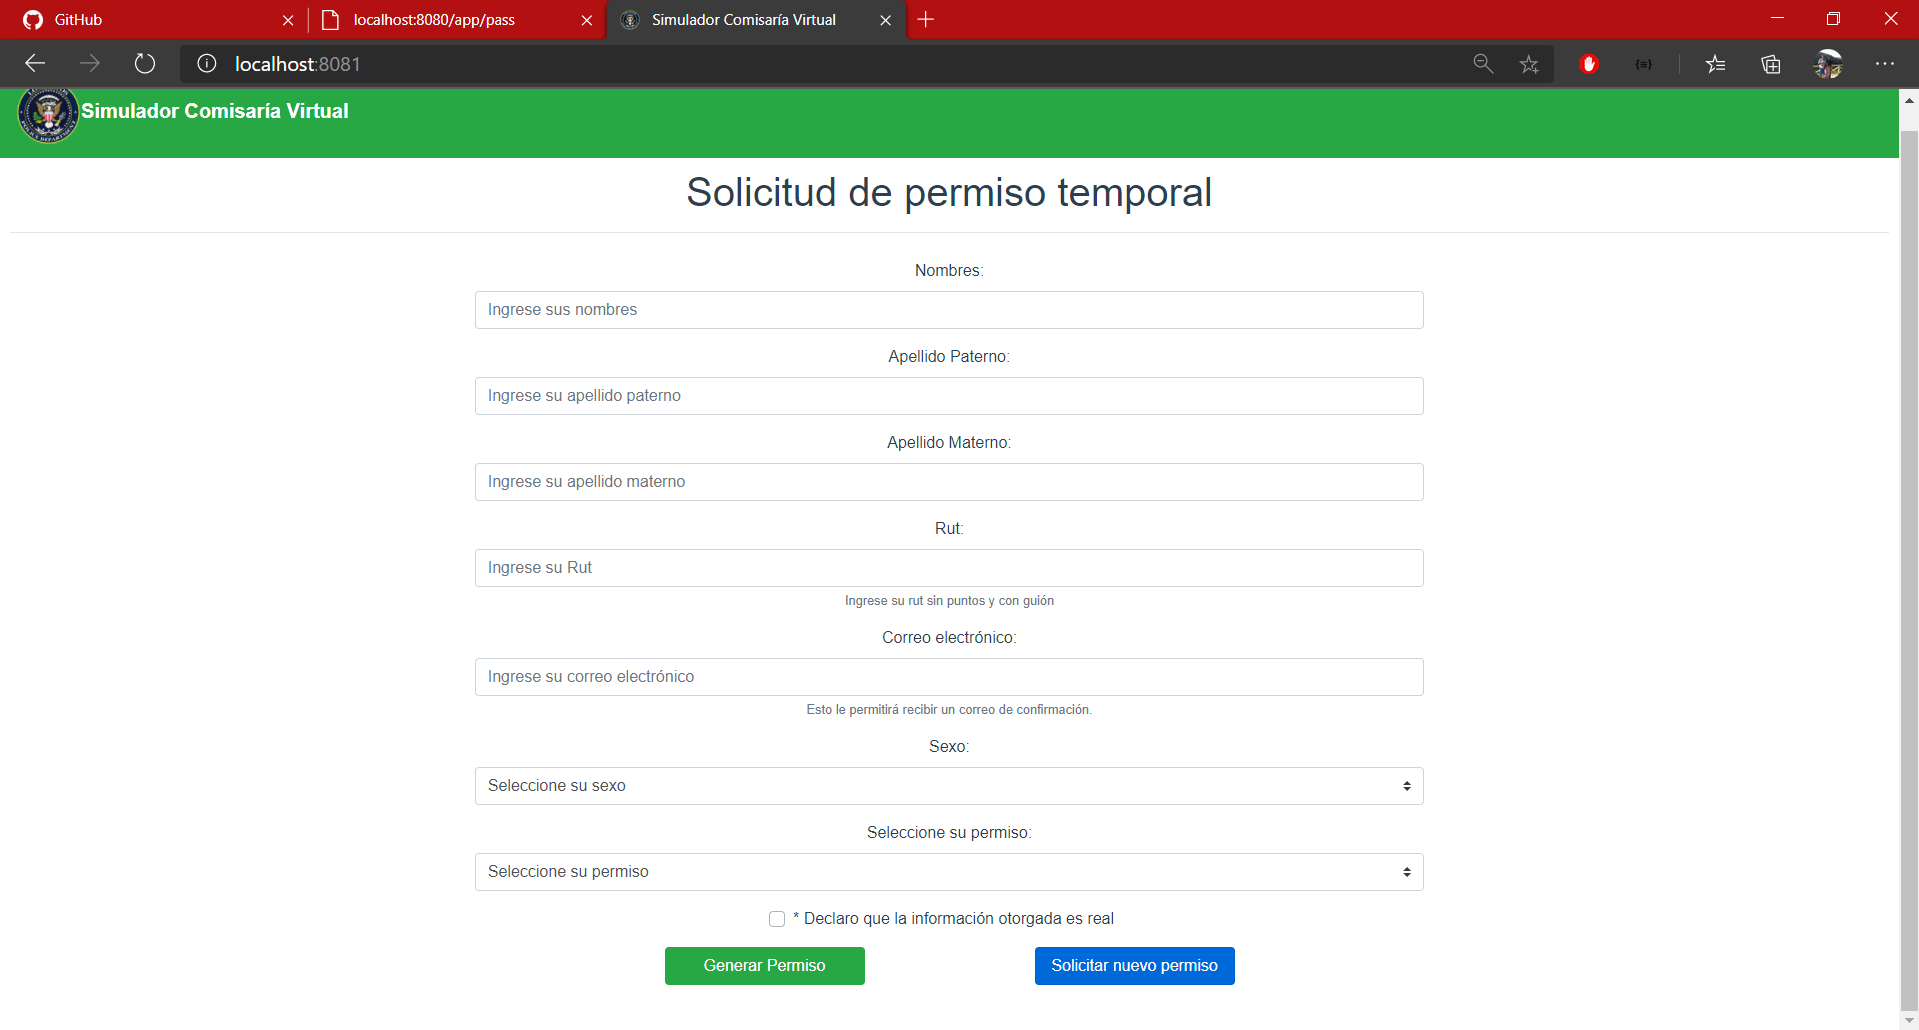 GitHub
localhost:8080/app/pass
Simulador Comisaría Virtual
localhost:8081
Simulador Comisaría Virtual
Solicitud de permiso temporal
Nombres:
Ingrese sus nombres
Apellido Paterno:
Ingrese su apellido paterno
Apellido Materno:
Ingrese su apellido materno
Rut:
Ingrese su Rut
Ingrese su rut sin puntos y con guión
Correo electrónico:
Ingrese su correo electrónico
Esto le permitirá recibir un correo de confirmación.
Sexo:
Seleccione su sexo
Seleccione su permiso:
Seleccione su permiso
* Declaro que la información otorgada es real
Generar Permiso
Solicitar nuevo permiso